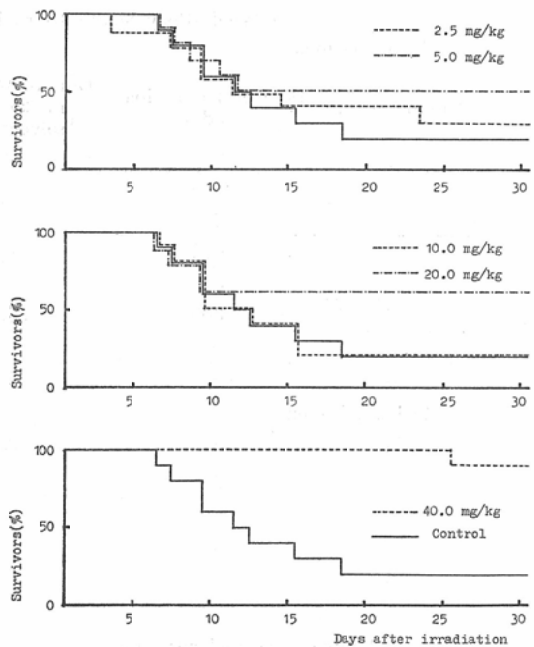 100
50
0
Survivors(%)
2.5 mg/kg
5.0 mg/kg
5 10 15 20 25 30
100
50
0
Survivors(%)
10.0 mg/kg
20.0 mg/kg
5 10 15 20 25 30
100
50
0
Survivors(%)
40.0 mg/kg
Control
5 10 15 20 25 30
Days after irradiation